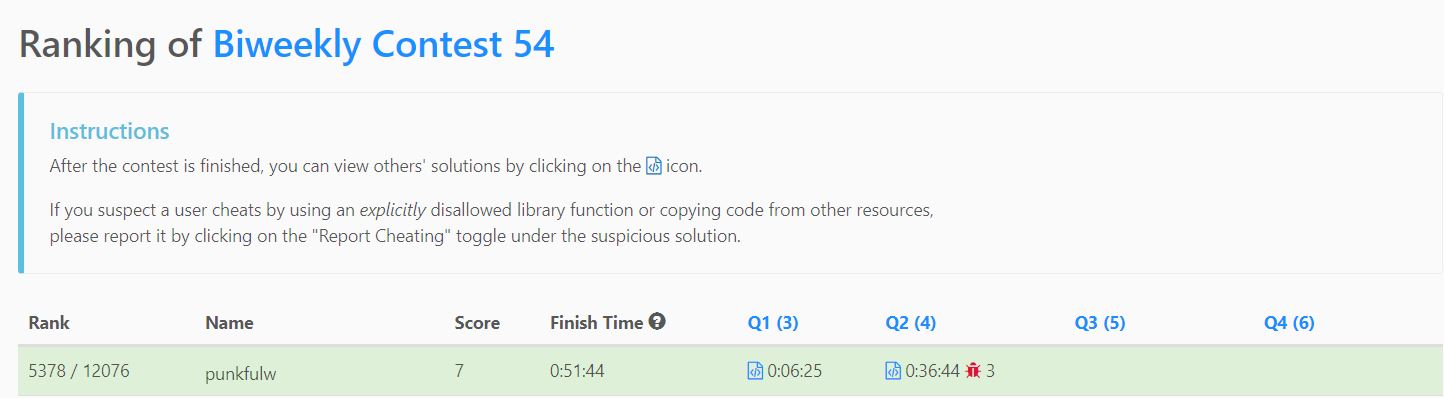 Ranking of Biweekly Contest 54
Instructions
After the contest is finished, you can view others' solutions by clicking on the icon.
If you suspect a user cheats by using an explicitly disallowed library function or copying code from other resources,
please report it by clicking on the "Report Cheating" toggle under the suspicious solution.
Rank Name Score Finish Time Q1 (3) Q2 (4) Q3 (5) Q4 (6)
5378 / 12076 punkfulw 7 0:51:44 0:06:25 0:36:44 3